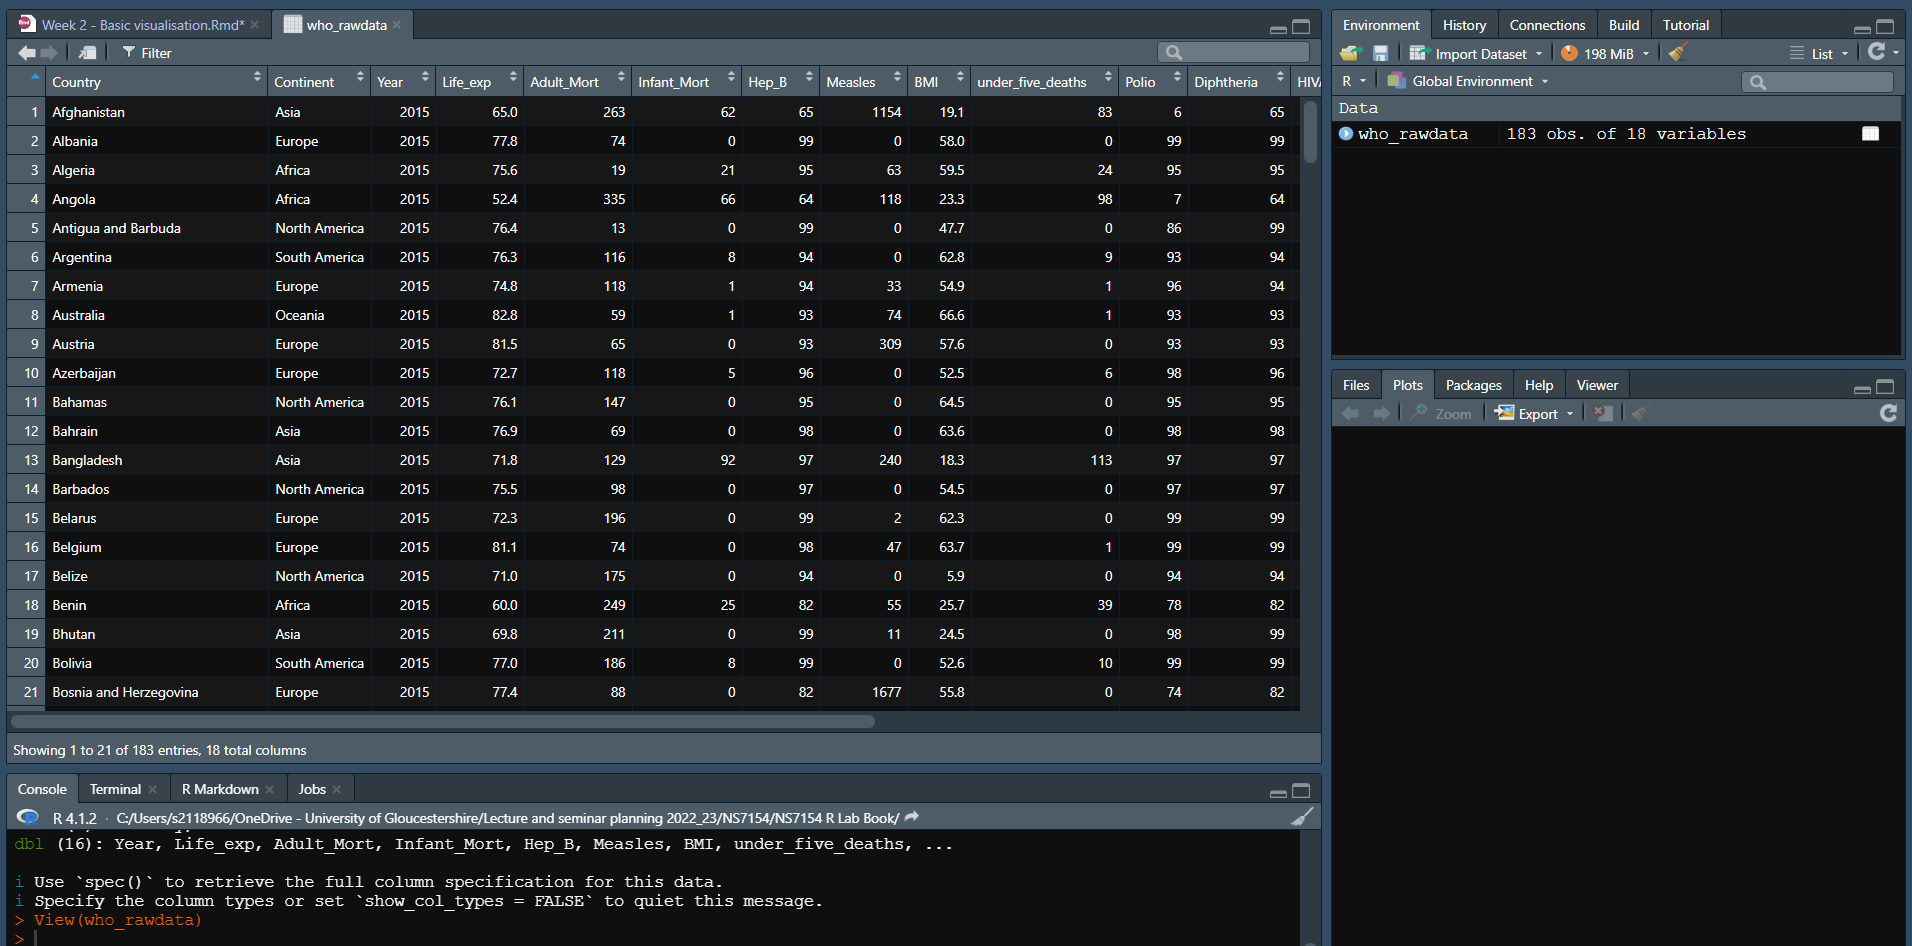 Week 2 - Basic visualisation.Rmd* who_rawdata
Filter
Country Continent Year Life_exp Adult_Mort Infant_Mort Hep_B Measles BMI under_five_deaths Polio Diphtheria HIV/
1 Afghanistan Asia 2015 65.0 263 62 65 1154 19.1 83 6 65
2 Albania Europe 2015 77.8 74 0 99 0 58.0 0 99 99
3 Algeria Africa 2015 75.6 19 21 95 63 59.5 24 95 95
4 Angola Africa 2015 52.4 335 66 64 118 23.3 98 7 64
5 Antigua and Barbuda North America 2015 76.4 13 0 99 0 47.7 0 86 99
6 Argentina South America 2015 76.3 116 8 94 0 62.8 9 93 94
7 Armenia Europe 2015 74.8 118 1 94 33 54.9 1 96 94
8 Australia Oceania 2015 82.8 59 1 93 74 66.6 1 93 93
9 Austria Europe 2015 81.5 65 0 93 309 57.6 0 93 93
10 Azerbaijan Europe 2015 72.7 118 5 96 0 52.5 6 98 96
11 Bahamas North America 2015 76.1 147 0 95 0 64.5 0 95 95
12 Bahrain Asia 2015 76.9 69 0 98 0 63.6 0 98 98
13 Bangladesh Asia 2015 71.8 129 92 97 240 18.3 113 97 97
14 Barbados North America 2015 75.5 98 0 97 0 54.5 0 97 97
15 Belarus Europe 2015 72.3 196 0 99 2 62.3 0 99 99
16 Belgium Europe 2015 81.1 74 0 98 47 63.7 1 99 99
17 Belize North America 2015 71.0 175 0 94 0 5.9 0 94 94
18 Benin Africa 2015 60.0 249 25 82 55 25.7 39 78 82
19 Bhutan Asia 2015 69.8 211 0 99 11 24.5 0 98 99
20 Bolivia South America 2015 77.0 186 8 99 0 52.6 10 99 99
21 Bosnia and Herzegovina Europe 2015 77.4 88 0 82 1677 55.8 0 74 82
Showing 1 to 21 of 183 entries, 18 total columns
Console Terminal R Markdown Jobs
R 4.1.2 · C:/Users/s2118966/OneDrive - University of Gloucestershire/Lecture and seminar planning 2022_23/NS7154/NS7154 R Lab Book/
dbl (16): Year, Life_exp, Adult_Mort, Infant_Mort, Hep_B, Measles, BMI, under_five_deaths, ...
i Use `spec()` to retrieve the full column specification for this data.
i Specify the column types or set `show_col_types = FALSE` to quiet this message.
> View(who_rawdata)
>
Environment History Connections Build Tutorial
Import Dataset 198 MiB List
R Global Environment
Data
who_rawdata 183 obs. of 18 variables
Files Plots Packages Help Viewer
Zoom Export